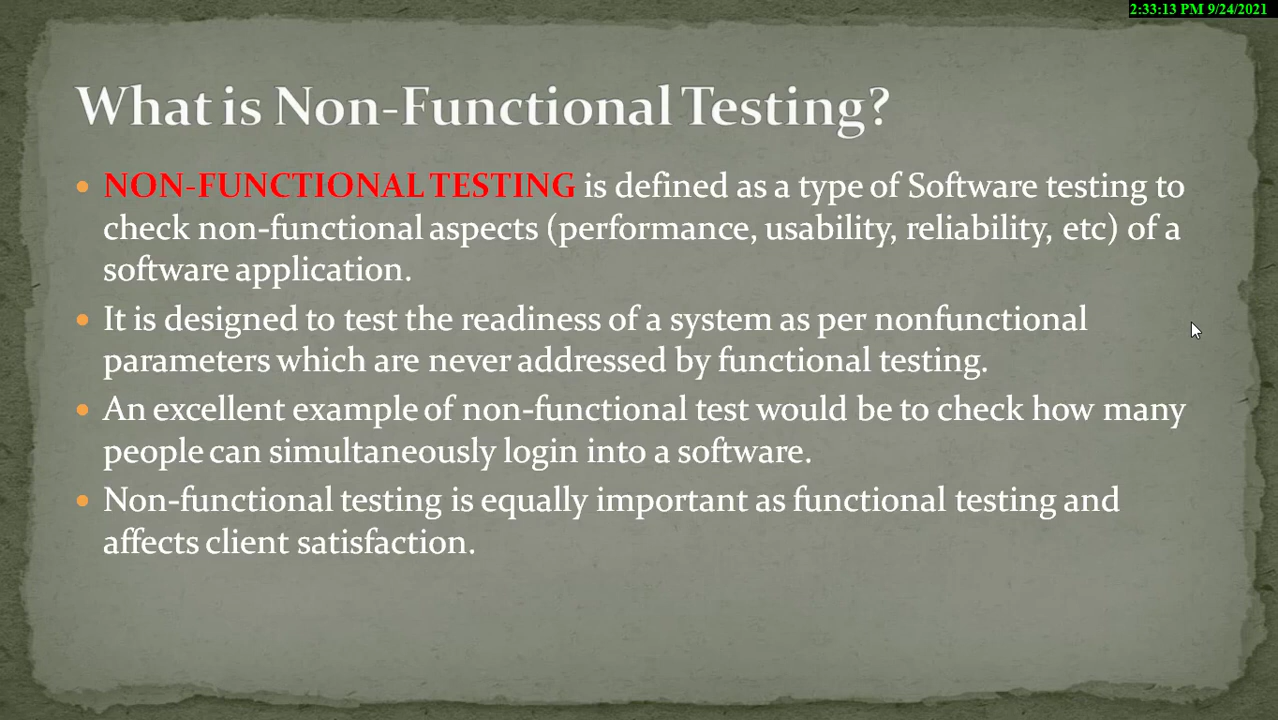 2:33:13 PM 9/24/2021
What is Non-Functional Testing?
• NON-FUNCTIONAL TESTING is defined as a type of Software testing to
check non-functional aspects (performance, usability, reliability, etc) of a
software application.
• It is designed to test the readiness of a system as per nonfunctional
parameters which are never addressed by functional testing.
• An excellent example of non-functional test would be to check how many
people can simultaneously login into a software.
• Non-functional testing is equally important as functional testing and
affects client satisfaction.